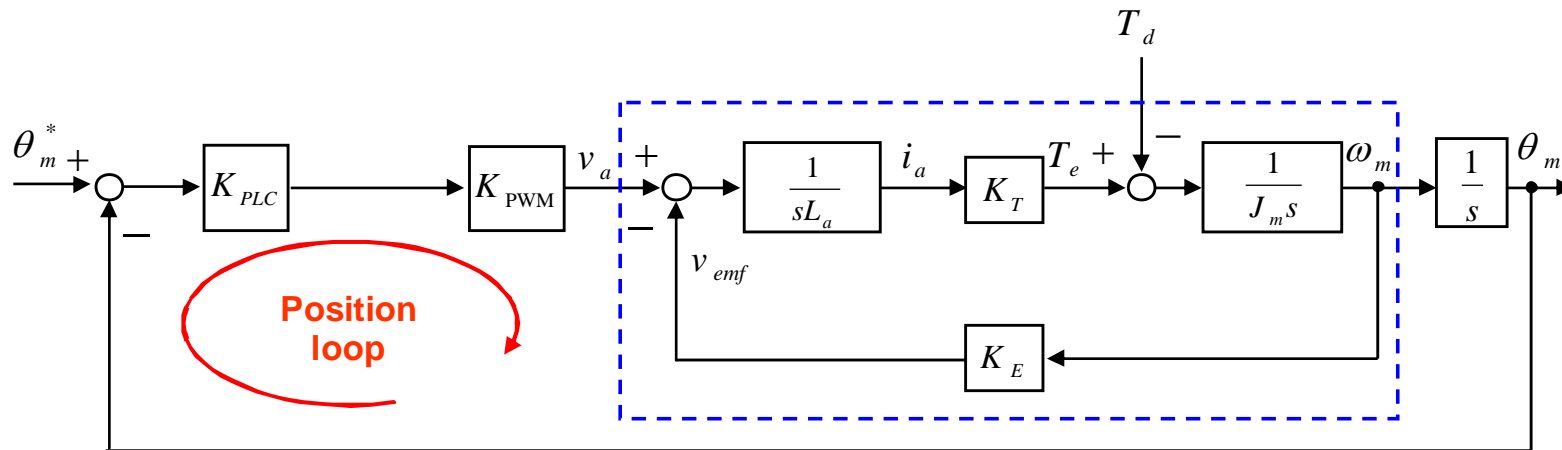 T_d
θ_m^* +
−
K_PLC
K_PWM
v_a
+
−
1/(sL_a)
i_a
K_T
T_e +
−
1/(J_m s)
ω_m
1/s
θ_m
v_emf
K_E
Position
loop